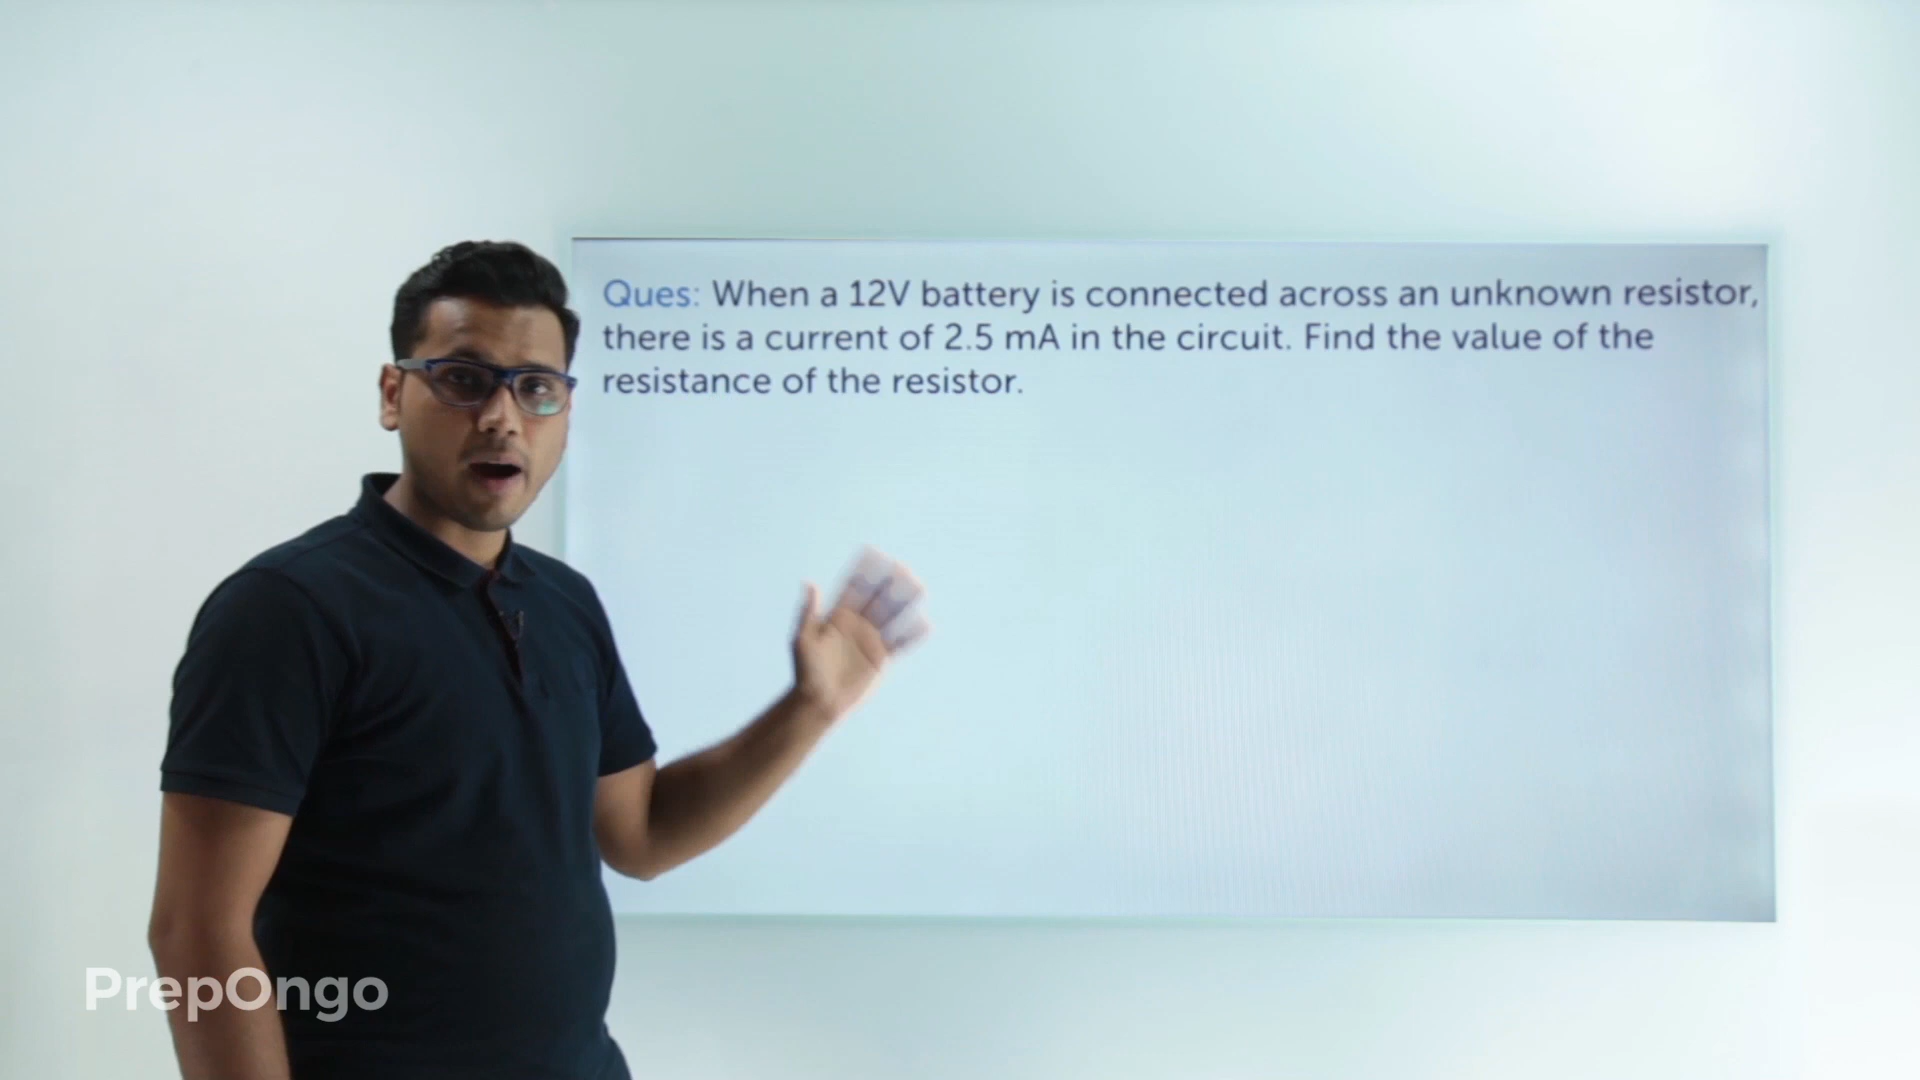 Ques: When a 12V battery is connected across an unknown resistor,
there is a current of 2.5 mA in the circuit. Find the value of the
resistance of the resistor.
PrepOngo